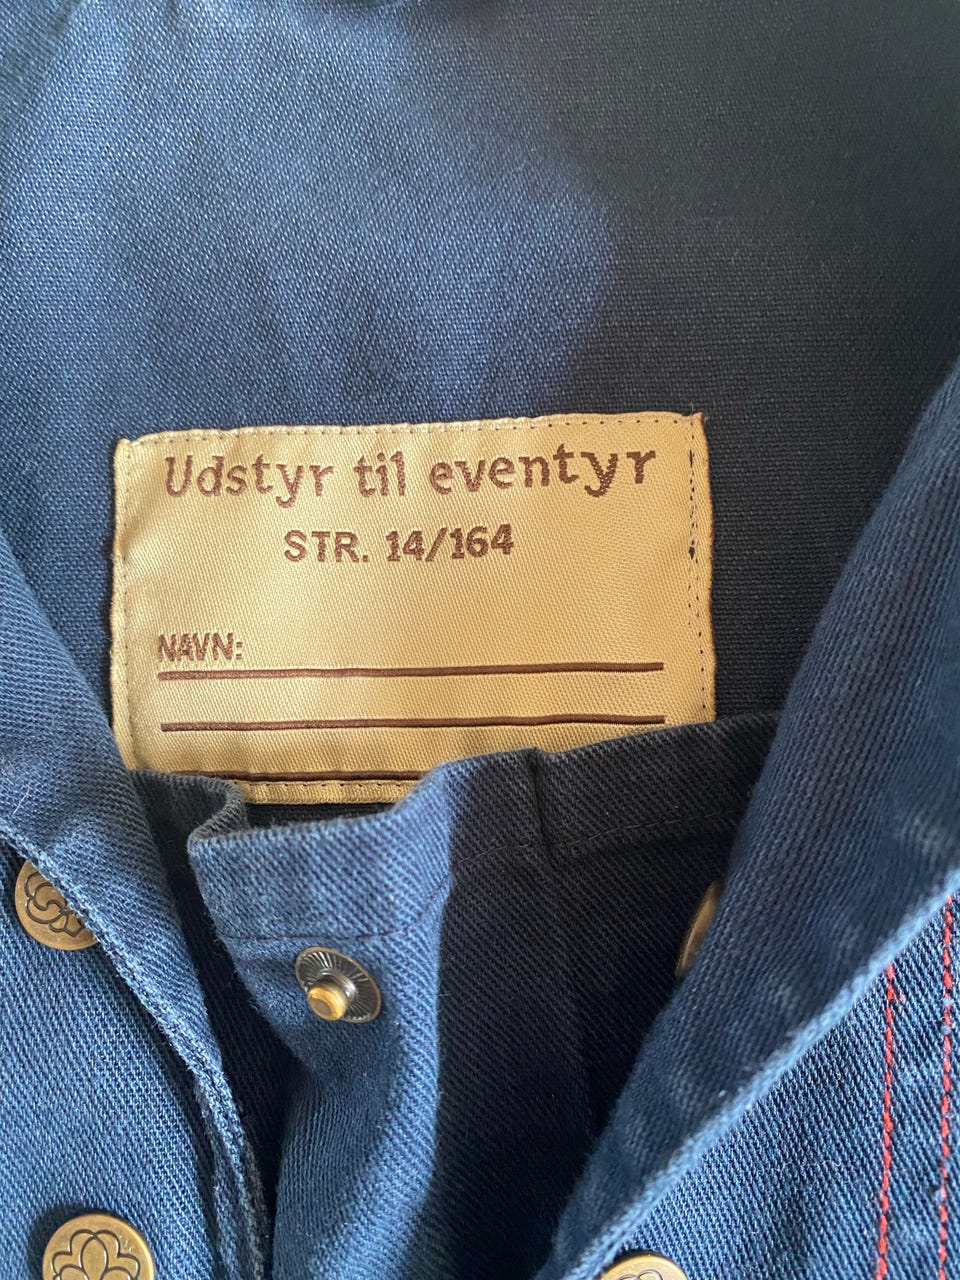 Udstyr til eventyr
STR. 14/164
NAVN: